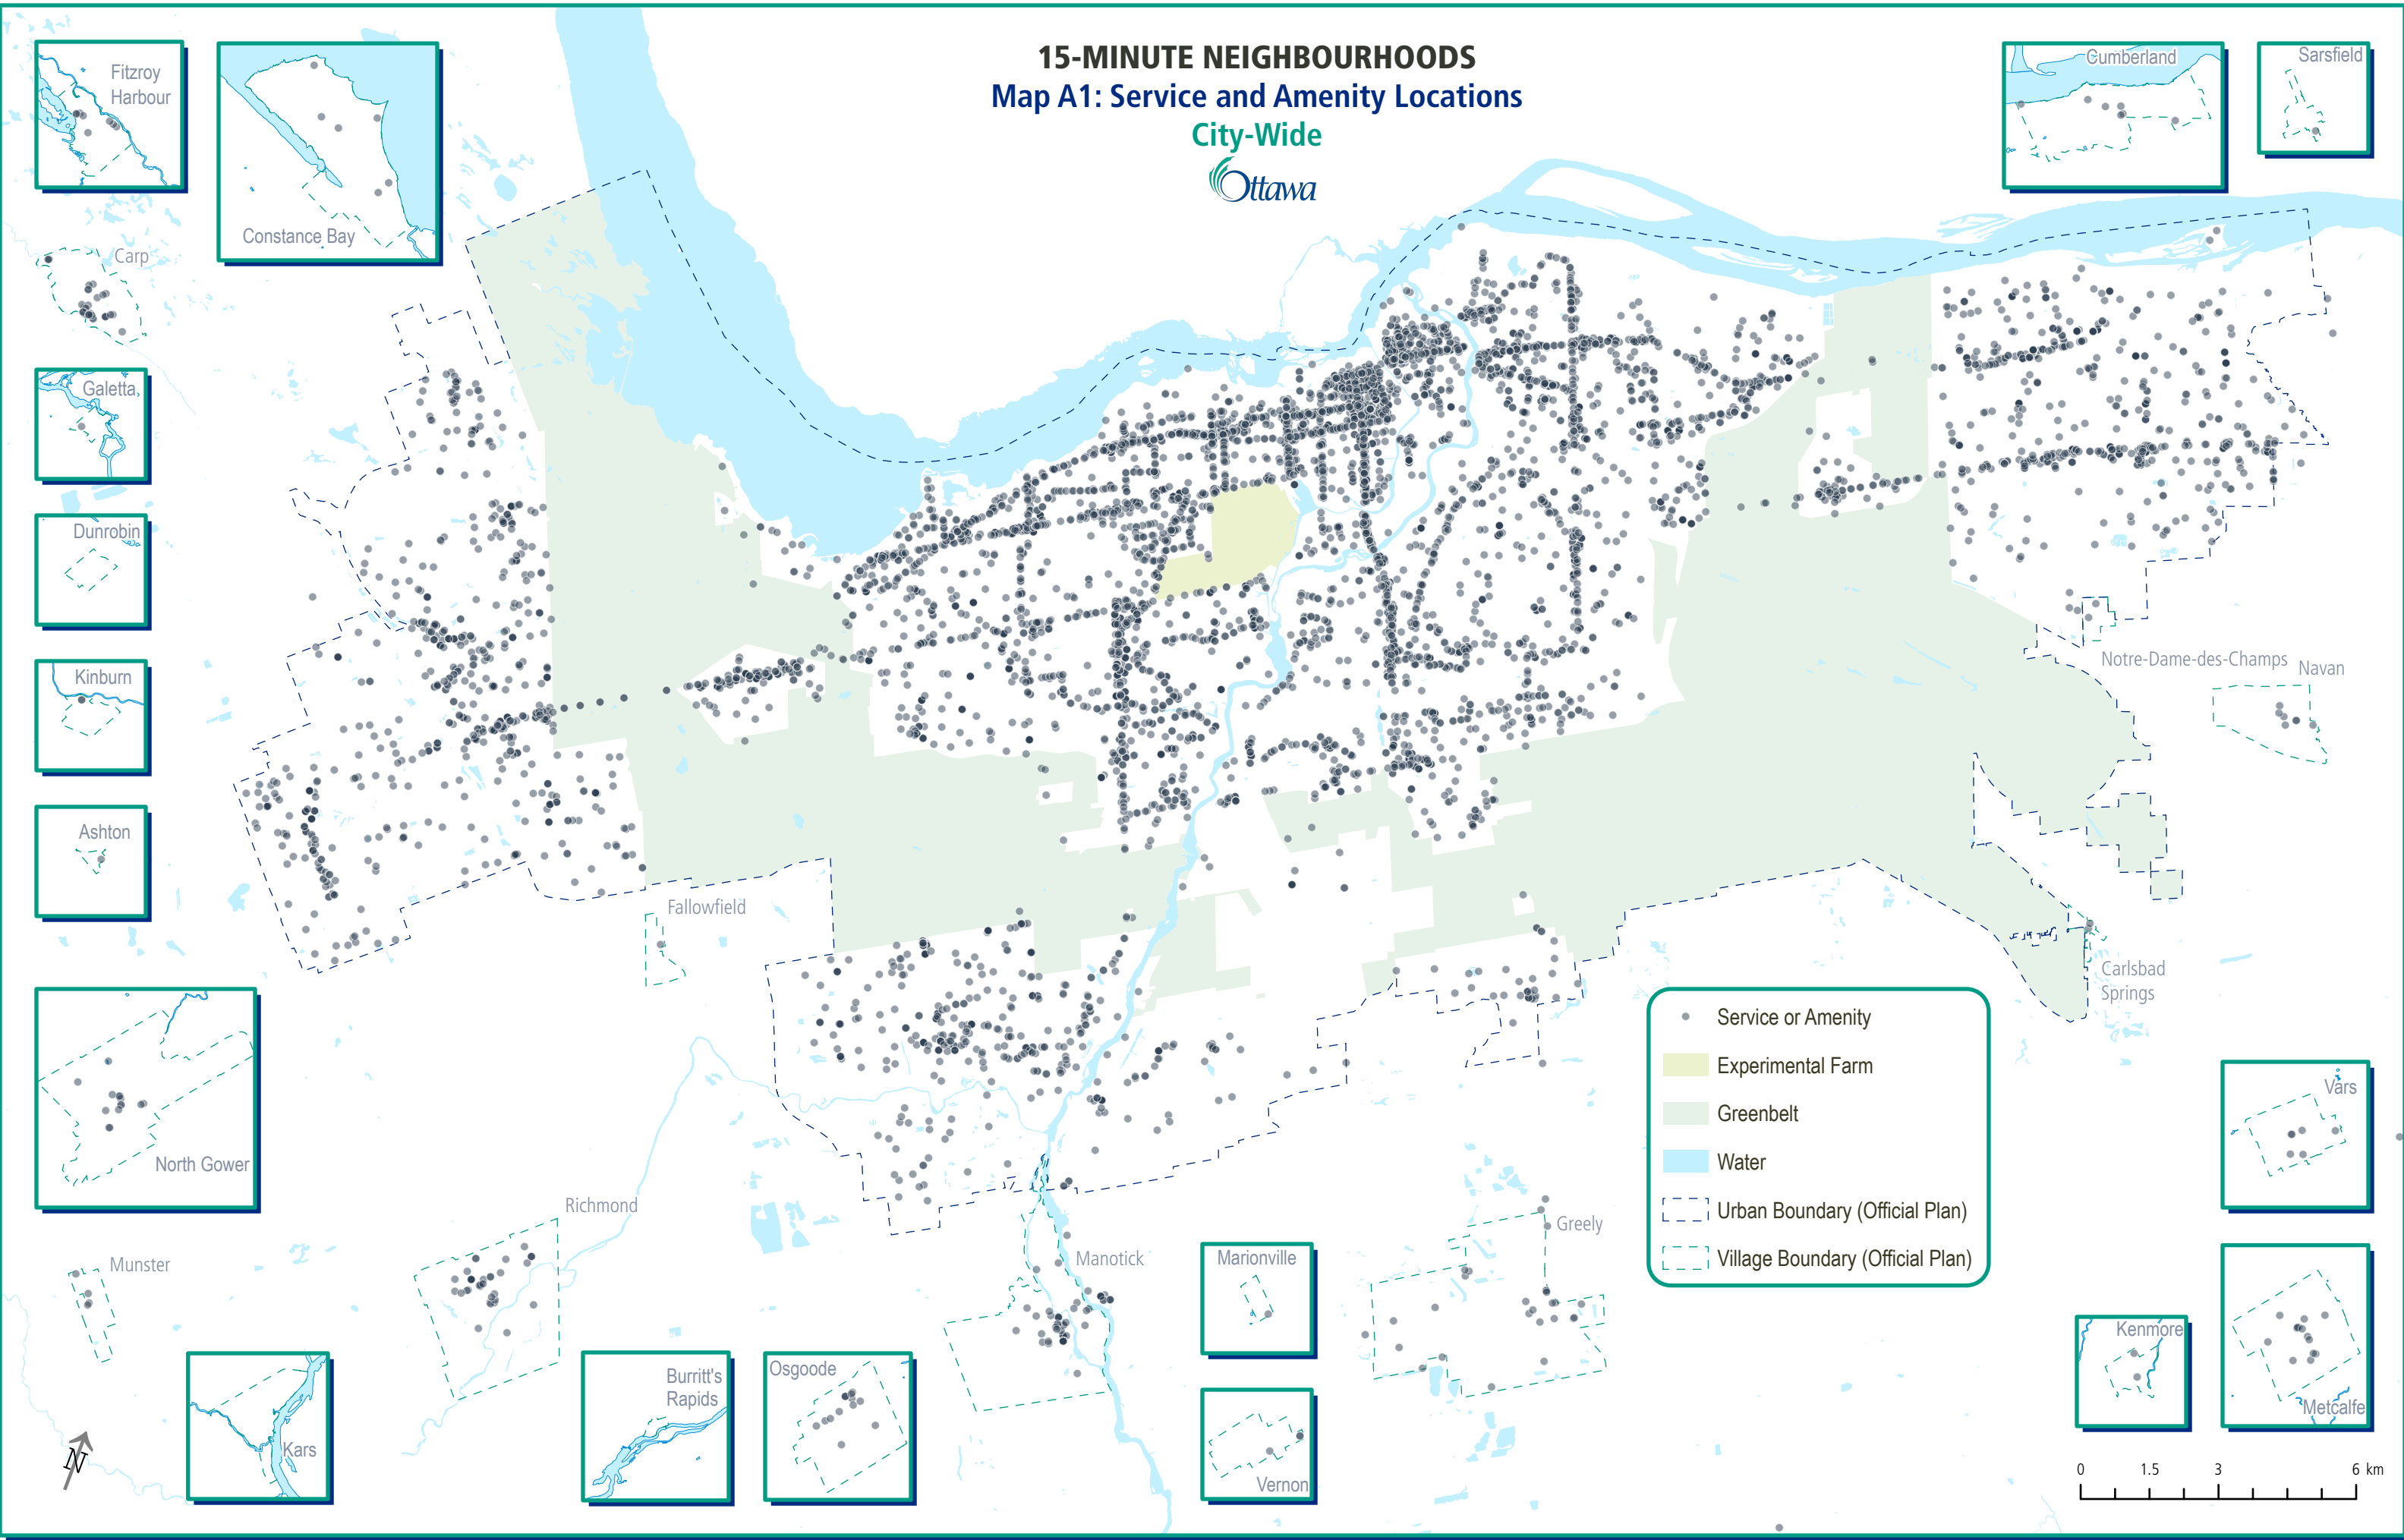 15-MINUTE NEIGHBOURHOODS
Map A1: Service and Amenity Locations
City-Wide
Ottawa
Fitzroy
Harbour
Constance Bay
Cumberland
Sarsfield
Carp
Galetta,
Dunrobin
Kinburn
Ashton
Notre-Dame-des-Champs
Navan
Fallowfield
Carlsbad
Springs
North Gower
Service or Amenity
Experimental Farm
Greenbelt
Water
Urban Boundary (Official Plan)
Village Boundary (Official Plan)
Vars
Richmond
Greely
Munster
Manotick
Marionville
Kenmore
Metcalfe
Kars
Burritt's
Rapids
Osgoode
Vernon
N
0 1.5 3 6 km